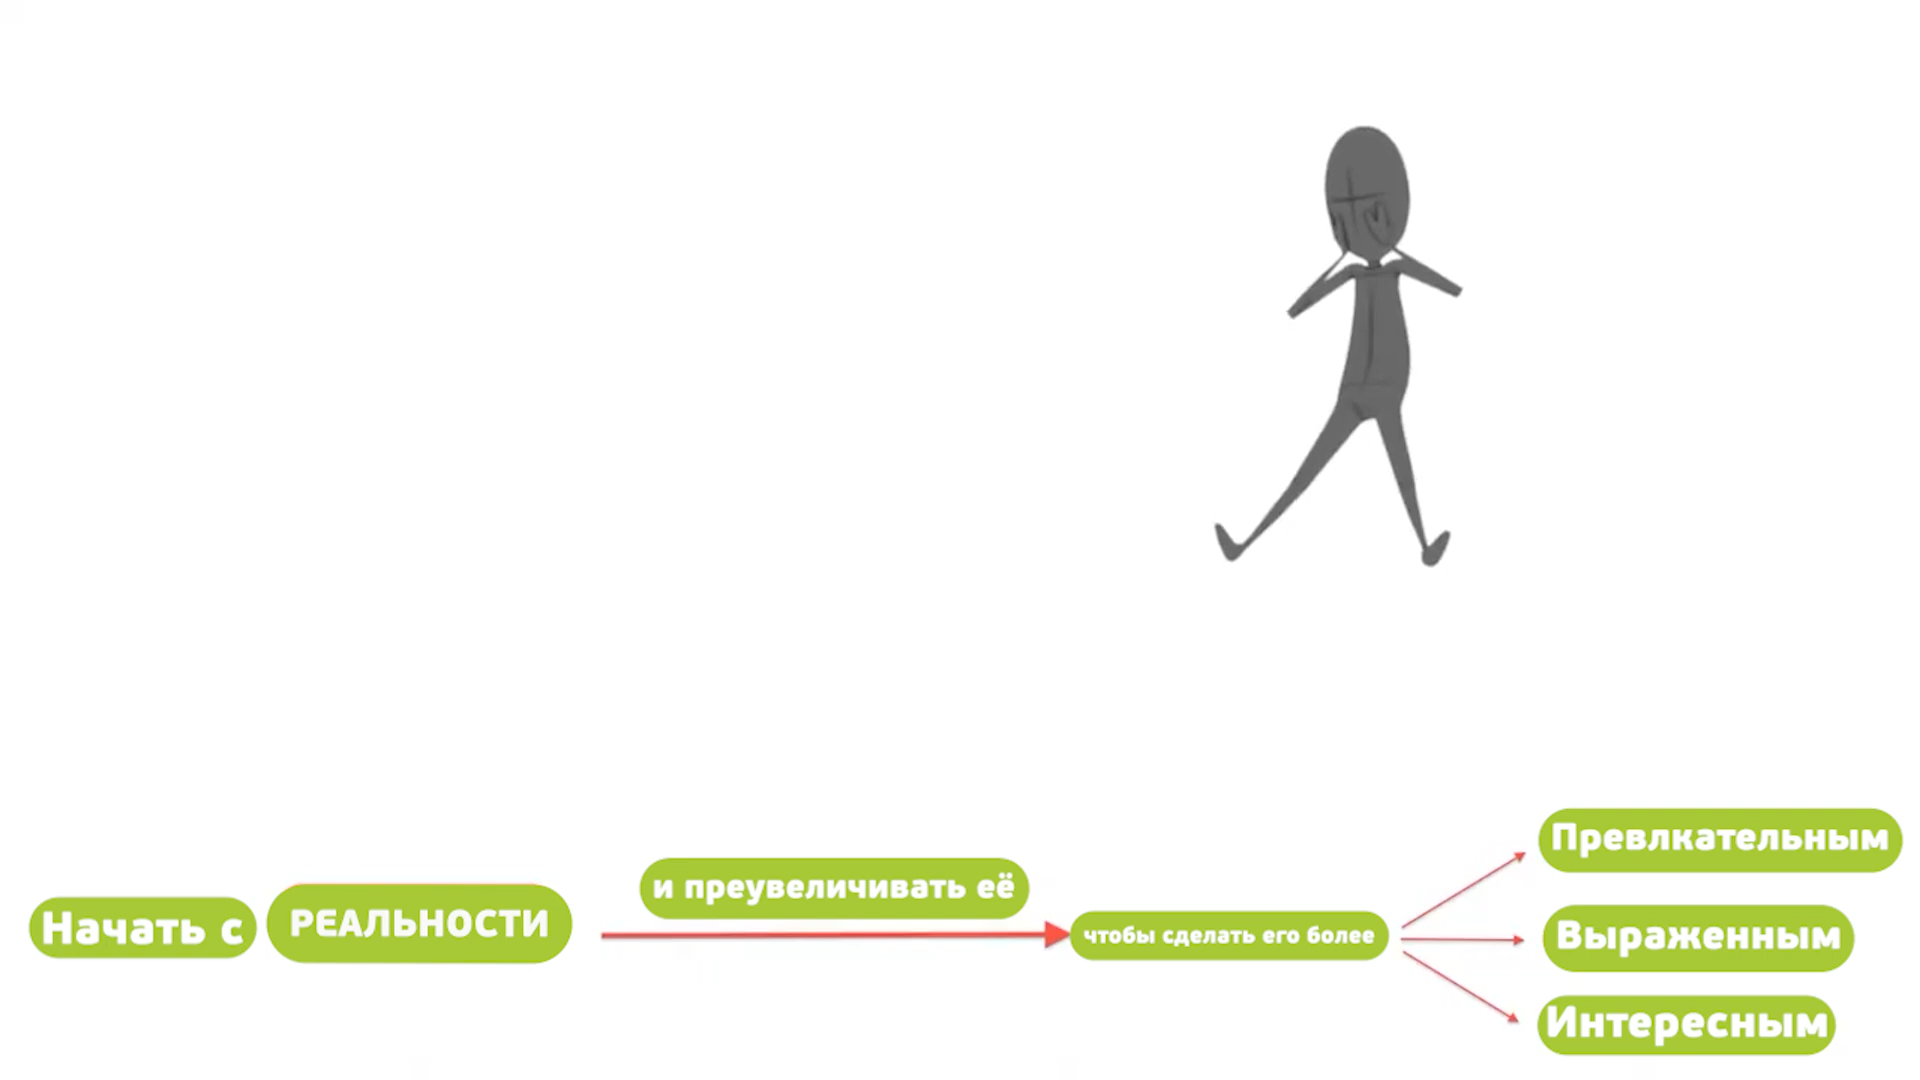 Начать с
РЕАЛЬНОСТИ
и преувеличивать её
чтобы сделать его более
Превлкательным
Выраженным
Интересным